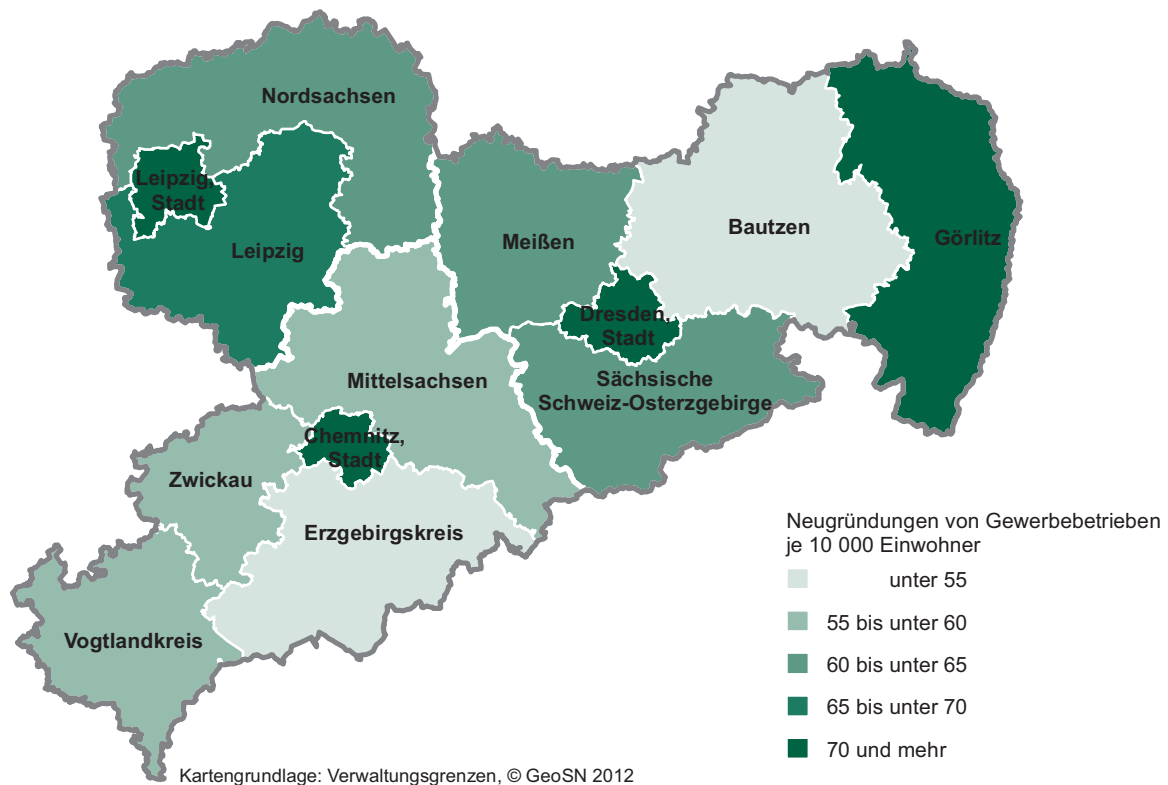 Nordsachsen
Leipzig,
Stadt
Leipzig
Meißen
Bautzen
Görlitz
Dresden,
Stadt
Sächsische
Schweiz-Osterzgebirge
Mittelsachsen
Chemnitz,
Stadt
Zwickau
Erzgebirgskreis
Vogtlandkreis
Neugründungen von Gewerbebetrieben
je 10 000 Einwohner
unter 55
55 bis unter 60
60 bis unter 65
65 bis unter 70
70 und mehr
Kartengrundlage: Verwaltungsgrenzen, © GeoSN 2012